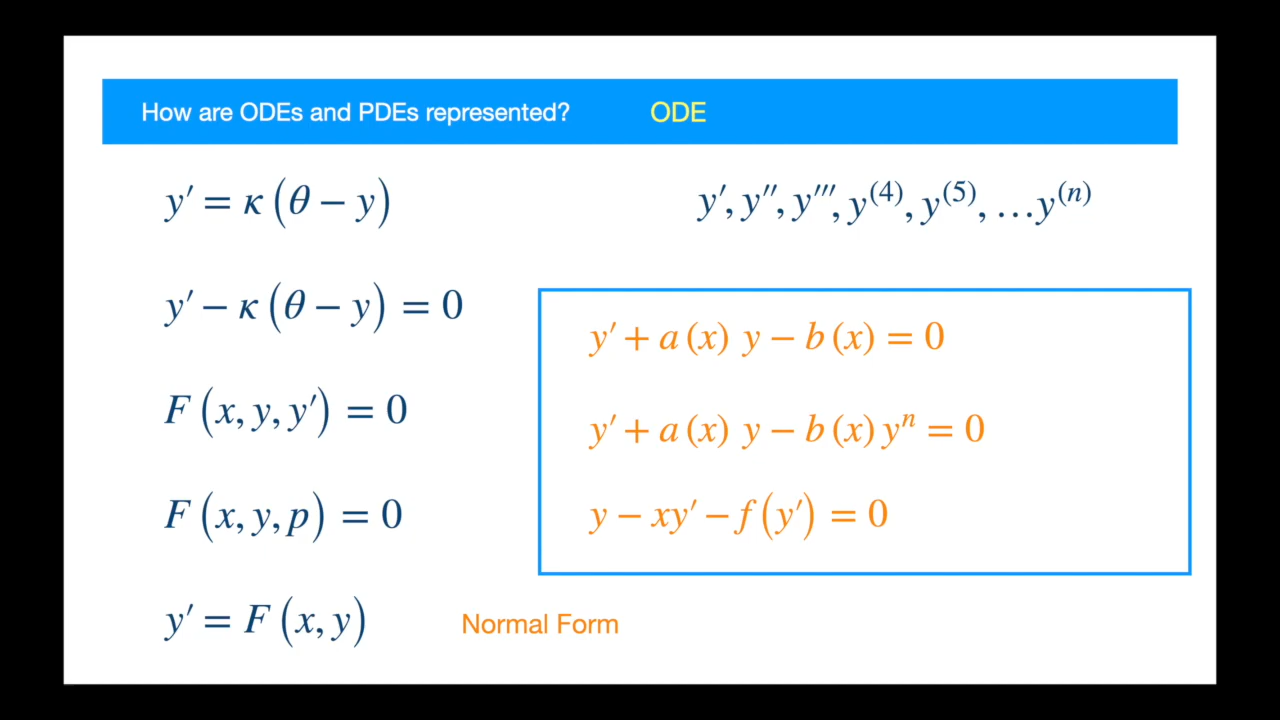 How are ODEs and PDEs represented? ODE
y′ = κ (θ − y)
y′, y″, y‴, y⁽⁴⁾, y⁽⁵⁾, …y⁽ⁿ⁾
y′ − κ (θ − y) = 0
F (x, y, y′) = 0
F (x, y, p) = 0
y′ = F (x, y) Normal Form
y′ + a (x) y − b (x) = 0
y′ + a (x) y − b (x) yⁿ = 0
y − xy′ − f (y′) = 0